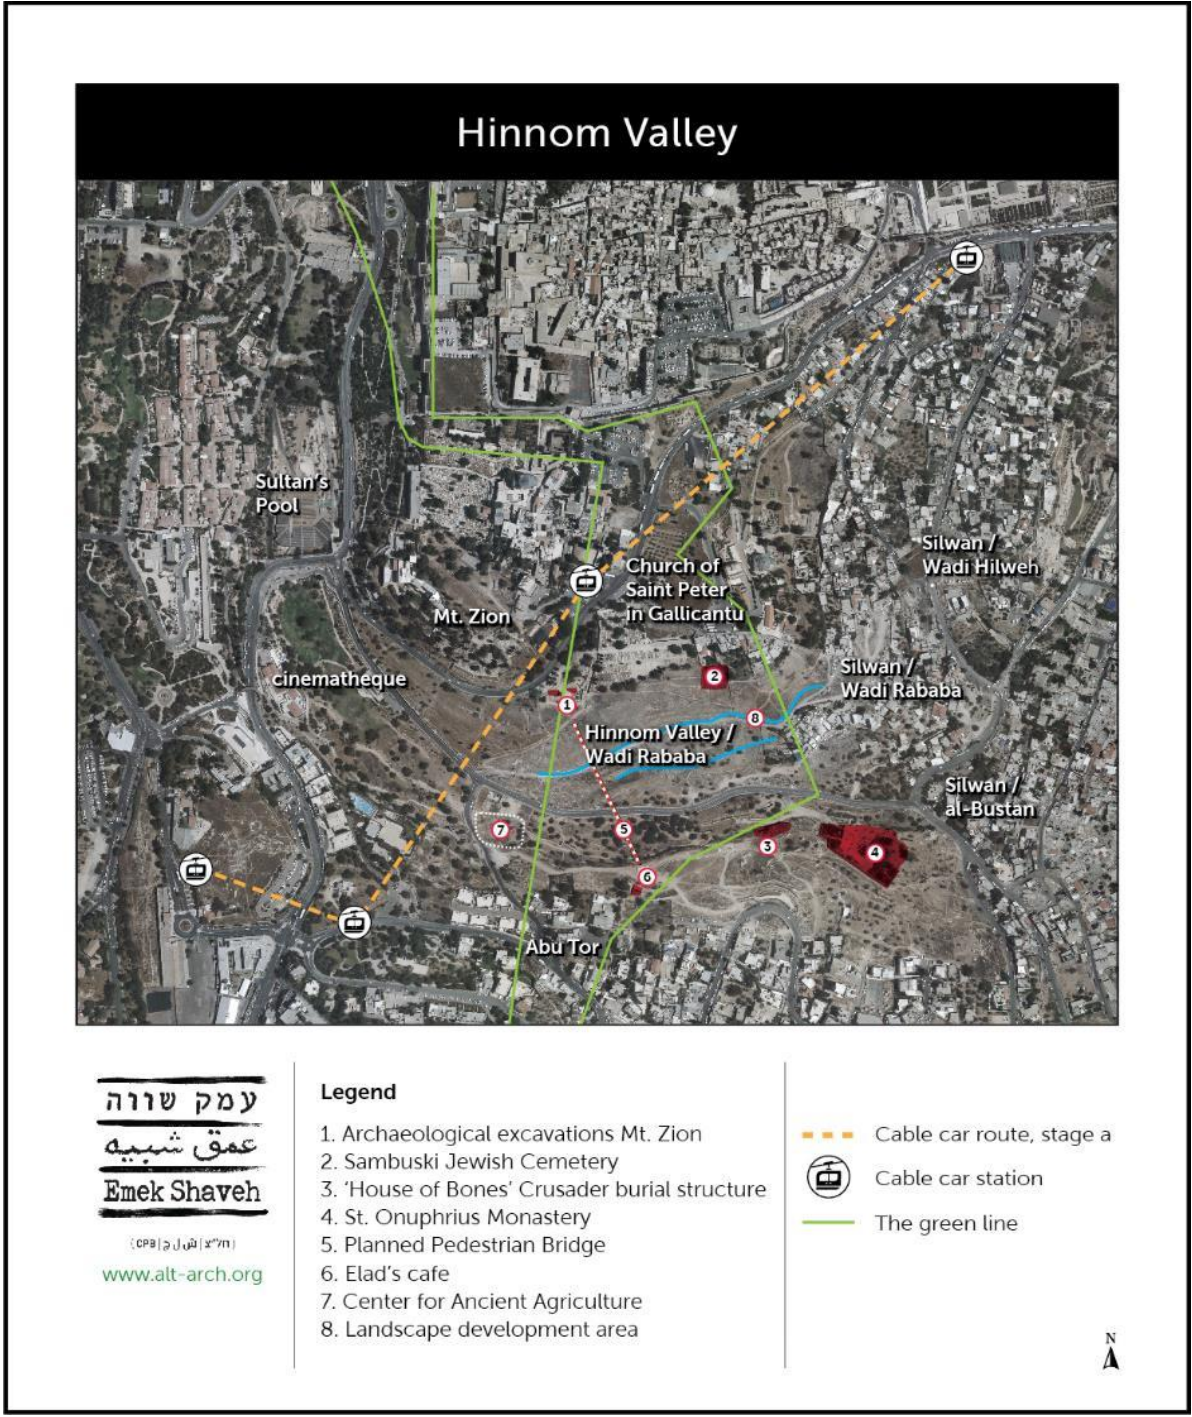 Hinnom Valley
Sultan's
Pool
Mt. Zion
Church of
Saint Peter
in Gallicantu
Silwan /
Wadi Hilweh
cinematheque
2
Silwan /
Wadi Rababa
1
8
Hinnom Valley /
Wadi Rababa
Silwan /
al-Bustan
7
5
3
4
6
Abu Tor
עמק שווה
عمق شبيه
Emek Shaveh
(CPB | ش ل ج | חל"צ)
www.alt-arch.org
Legend
1. Archaeological excavations Mt. Zion
2. Sambuski Jewish Cemetery
3. ‘House of Bones’ Crusader burial structure
4. St. Onuphrius Monastery
5. Planned Pedestrian Bridge
6. Elad’s cafe
7. Center for Ancient Agriculture
8. Landscape development area
Cable car route, stage a
Cable car station
The green line
N